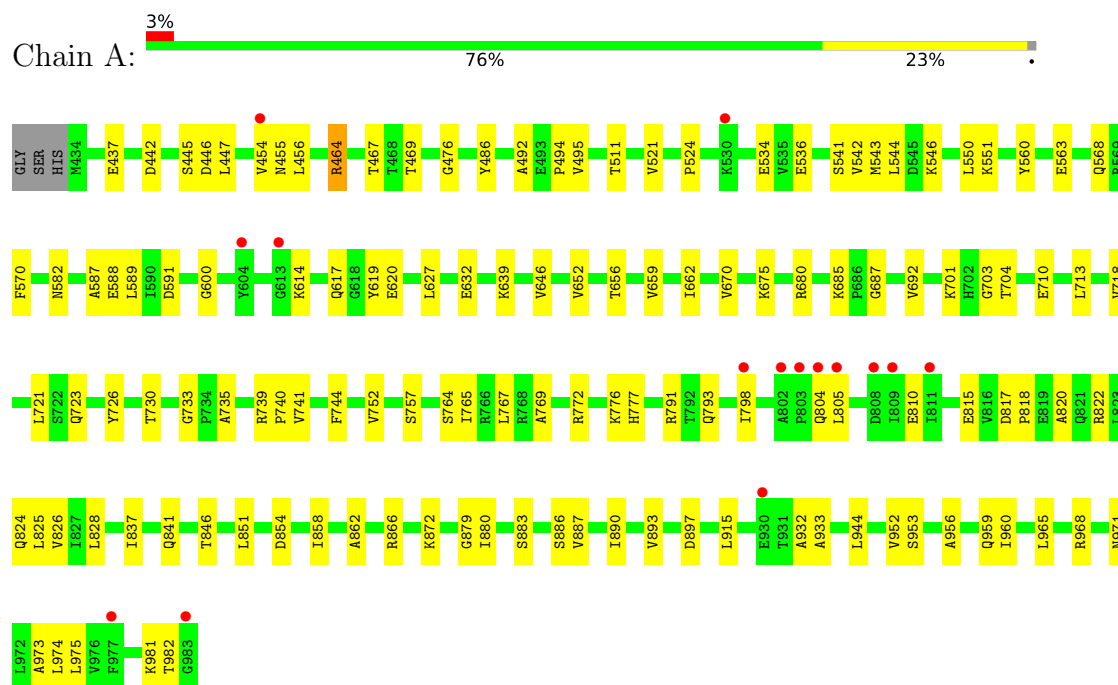 3%
Chain A:
76% 23% •
GLY SER HIS M434 E437 D442 S445 D446 L447 V454 N455 L456 R464 T467 T468 T469 G476 Y486 A492 E493 P494 V495 T511 V521 P524 K530 E534 V535 E536 S541 V542 M543 L544 D545 K546 L550 K551 Y560 E563 Q568
F570 N582 A587 E588 L589 I590 D591 G600 Y604 G613 K614 Q617 G618 Y619 E620 L627 E632 K639 V646 V652 T656 V659 I662 V670 K675 R680 K685 P686 G687 V692 K701 H702 G703 T704 E710 L713
L721 S722 Q723 Y726 T730 G733 P734 A735 R739 P740 V741 F744 V752 S757 S764 I765 R766 L767 R768 A769 R772 K776 H777 R791 T792 Q793 I798 A802 P803 Q804 L805 D808 I809 E810 I811 E815 V816 D817 P818 E819 A820 Q821 R822
Q824 L825 V826 I827 L828 I837 Q841 T846 L851 D854 I858 A862 R866 K872 G879 I880 S883 S886 V887 I890 V893 D897 L915 E930 T931 A932 A933 L944 V952 S953 A956 Q959 I960 L965 R968 N971
L972 A973 L974 L975 V976 F977 K981 T982 G983